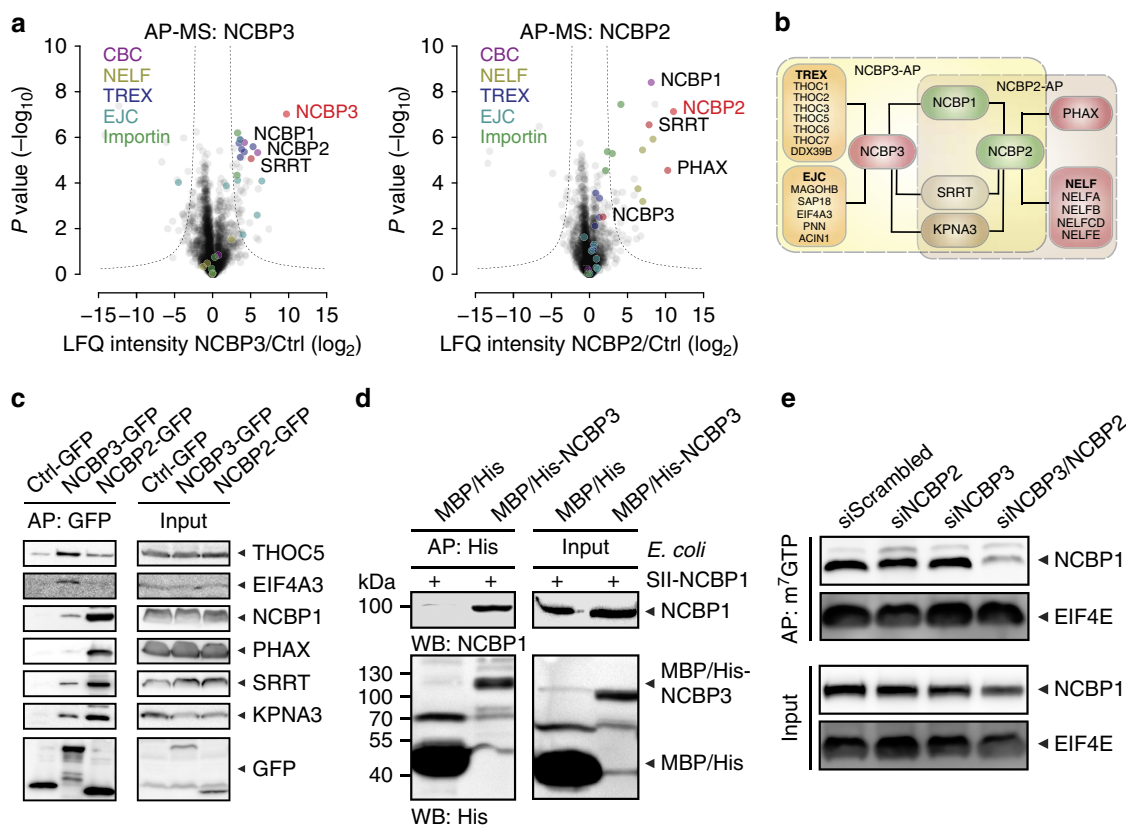 a
AP-MS: NCBP3
CBC
NELF
TREX
EJC
Importin
NCBP3
NCBP1
NCBP2
SRRT
P value (−log10)
10
8
6
4
2
0
−15 −10 −5 0 5 10 15
LFQ intensity NCBP3/Ctrl (log2)
AP-MS: NCBP2
CBC
NELF
TREX
EJC
Importin
NCBP1
NCBP2
SRRT
PHAX
NCBP3
P value (−log10)
10
8
6
4
2
0
−15 −10 −5 0 5 10 15
LFQ intensity NCBP2/Ctrl (log2)
b
NCBP3-AP
NCBP2-AP
TREX
THOC1
THOC2
THOC3
THOC5
THOC6
THOC7
DDX39B
EJC
MAGOHB
SAP18
EIF4A3
PNN
ACIN1
NCBP3
NCBP1
SRRT
KPNA3
NCBP2
PHAX
NELF
NELFA
NELFB
NELFCD
NELFE
c
Ctrl-GFP
NCBP3-GFP
NCBP2-GFP
Ctrl-GFP
NCBP3-GFP
NCBP2-GFP
AP: GFP
Input
THOC5
EIF4A3
NCBP1
PHAX
SRRT
KPNA3
GFP
d
MBP/His
MBP/His-NCBP3
MBP/His
MBP/His-NCBP3
AP: His
Input
E. coli
kDa
+ + + + SII-NCBP1
100
NCBP1
WB: NCBP1
130
100
70
55
40
MBP/His-
NCBP3
MBP/His
WB: His
e
siScrambled
siNCBP2
siNCBP3
siNCBP3/NCBP2
AP: m7GTP
NCBP1
EIF4E
Input
NCBP1
EIF4E